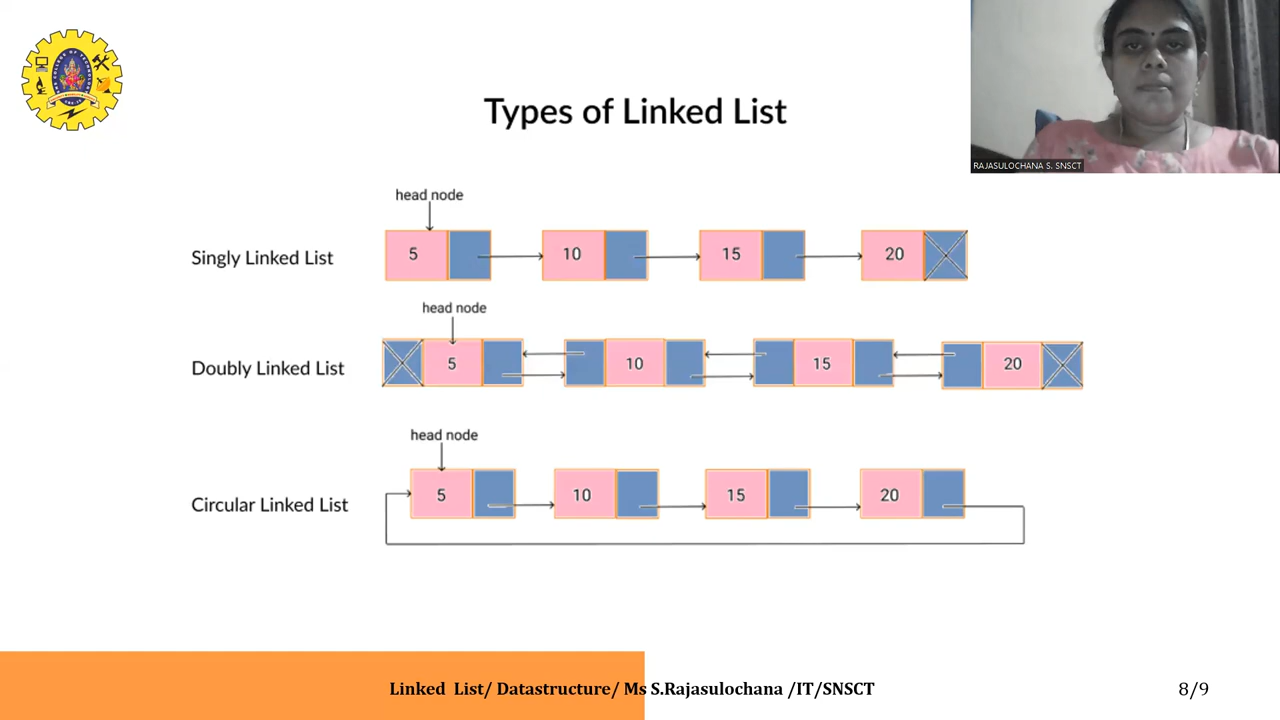 Types of Linked List
RAJASULOCHANA S. SNSCT
head node
Singly Linked List
5 10 15 20
head node
Doubly Linked List
5 10 15 20
head node
Circular Linked List
5 10 15 20
Linked List/ Datastructure/ Ms S.Rajasulochana /IT/SNSCT
8/9